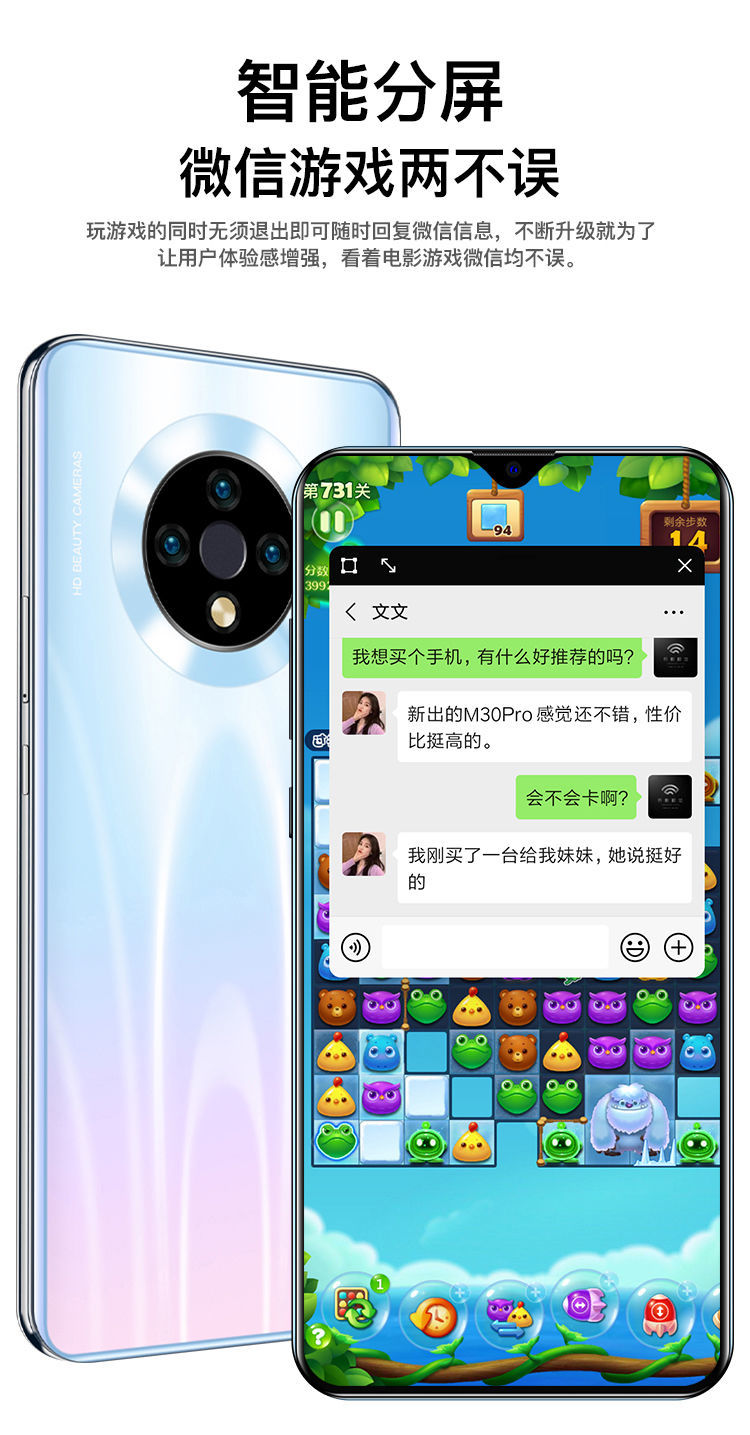 智能分屏
微信游戏两不误
玩游戏的同时无须退出即可随时回复微信信息，不断升级就为了
让用户体验感增强，看着电影游戏微信均不误。
HD BEAUTY CAMERAS
第731关
94
剩余步数
14
分数
399
文文
我想买个手机，有什么好推荐的吗?
新出的M30Pro感觉还不错，性价
比挺高的。
会不会卡啊?
我刚买了一台给我妹妹，她说挺好
的
1
?